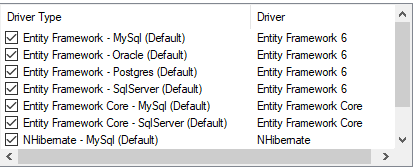 Driver Type Driver
Entity Framework - MySql (Default) Entity Framework 6
Entity Framework - Oracle (Default) Entity Framework 6
Entity Framework - Postgres (Default) Entity Framework 6
Entity Framework - SqlServer (Default) Entity Framework 6
Entity Framework Core - MySql (Default) Entity Framework Core
Entity Framework Core - SqlServer (Default) Entity Framework Core
NHibernate - MySql (Default) NHibernate